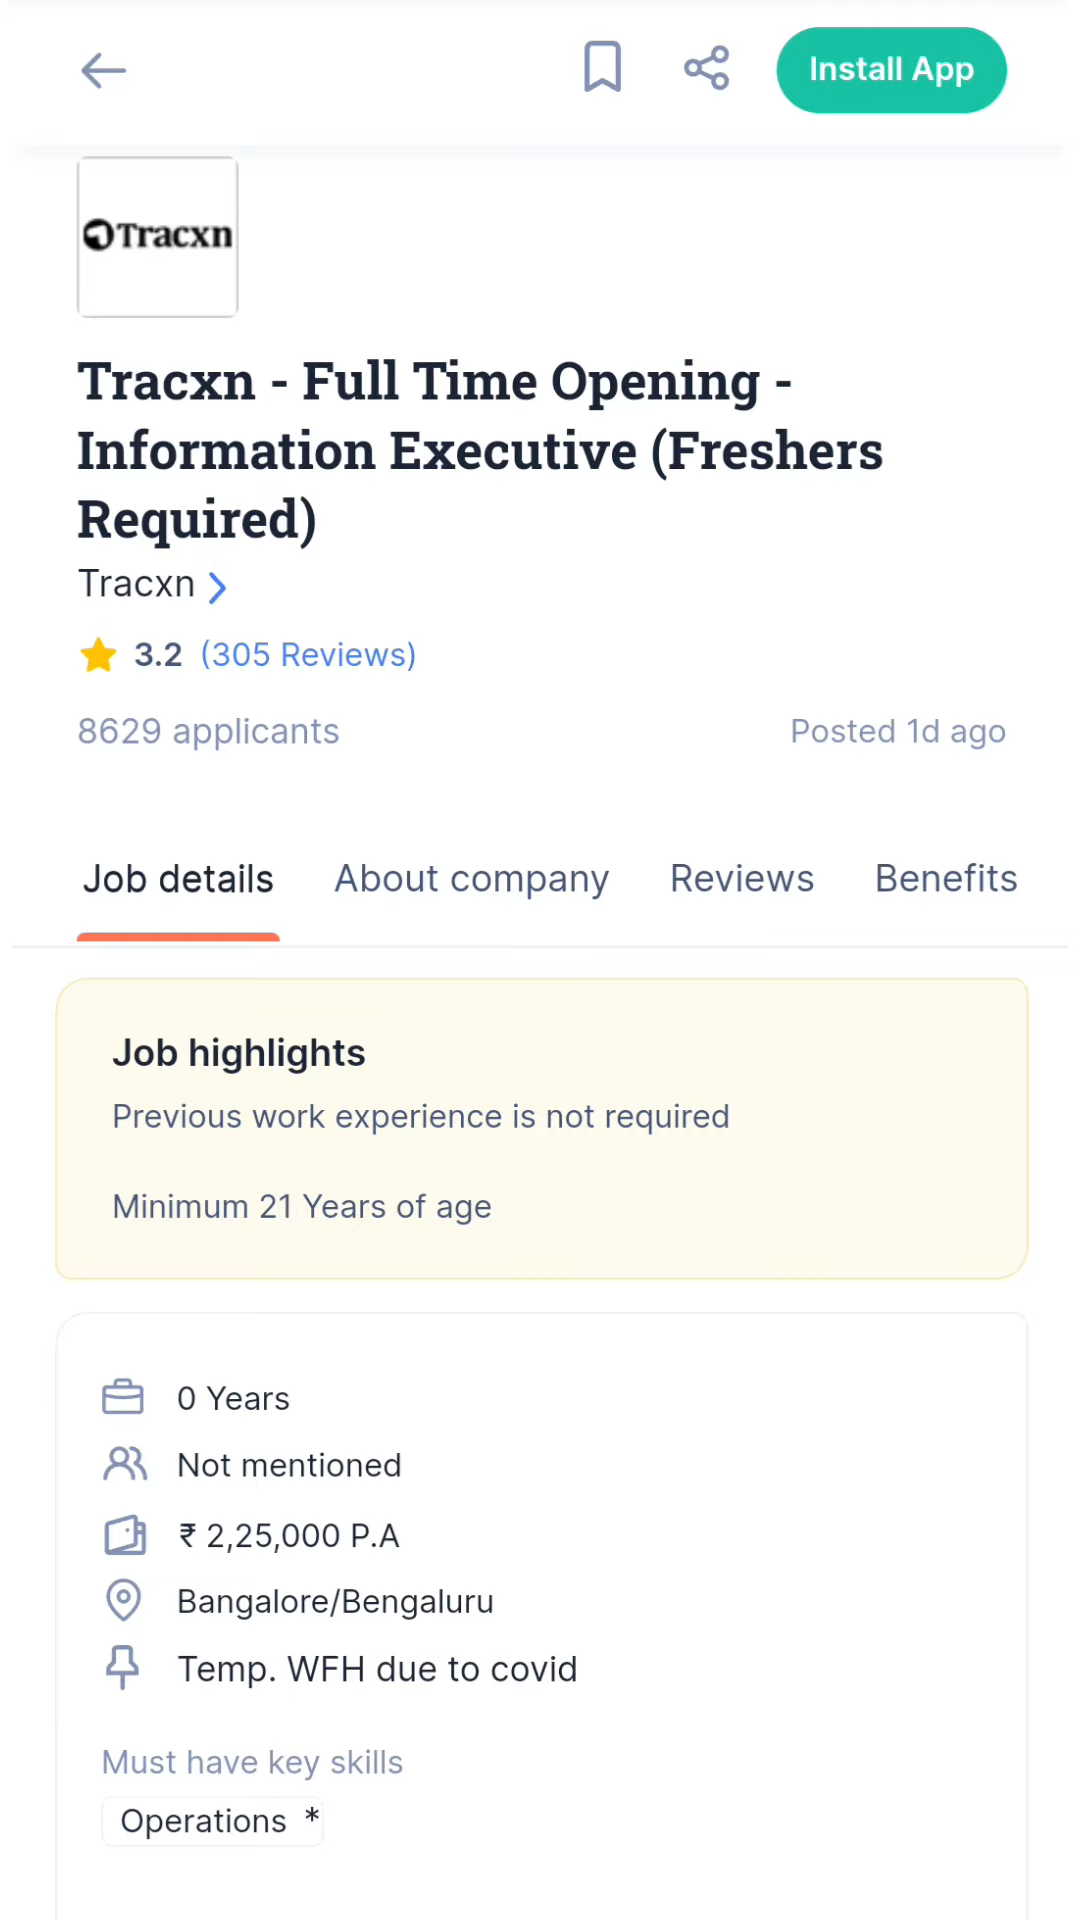 Install App
Tracxn
Tracxn - Full Time Opening -
Information Executive (Freshers
Required)
Tracxn
3.2 (305 Reviews)
8629 applicants Posted 1d ago
Job details About company Reviews Benefits
Job highlights
Previous work experience is not required
Minimum 21 Years of age
0 Years
Not mentioned
₹ 2,25,000 P.A
Bangalore/Bengaluru
Temp. WFH due to covid
Must have key skills
Operations *